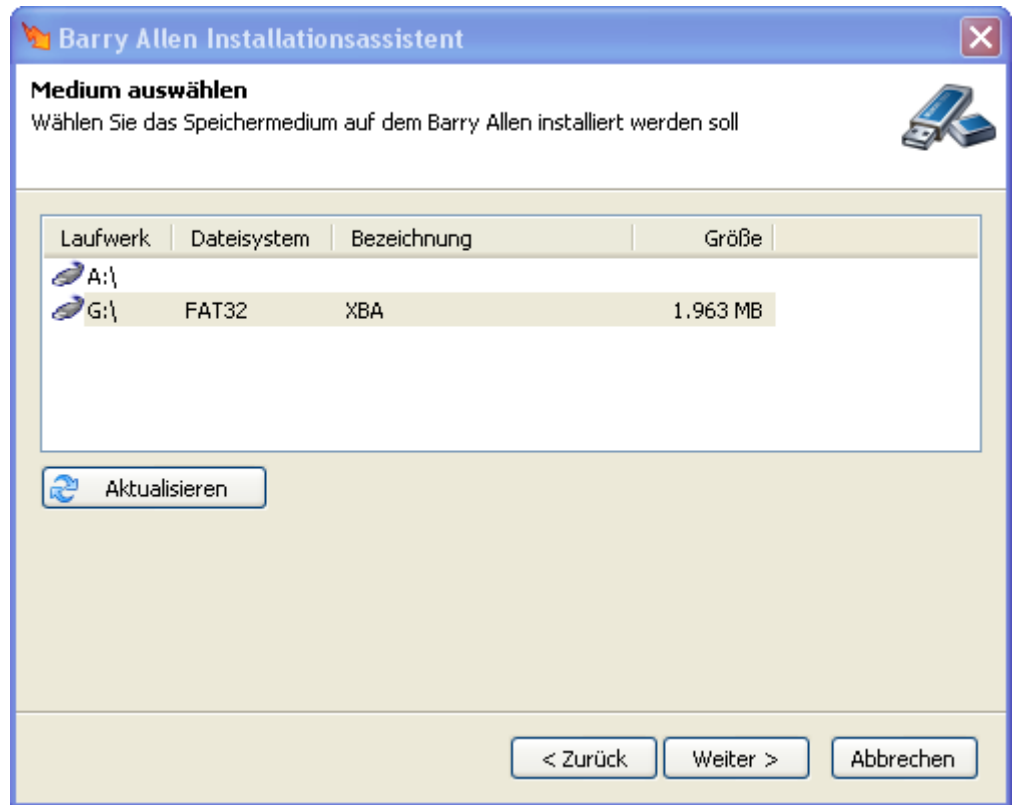 Barry Allen Installationsassistent
Medium auswählen
Wählen Sie das Speichermedium auf dem Barry Allen installiert werden soll
Laufwerk Dateisystem Bezeichnung Größe
A:\
G:\ FAT32 XBA 1.963 MB
Aktualisieren
< Zurück Weiter > Abbrechen